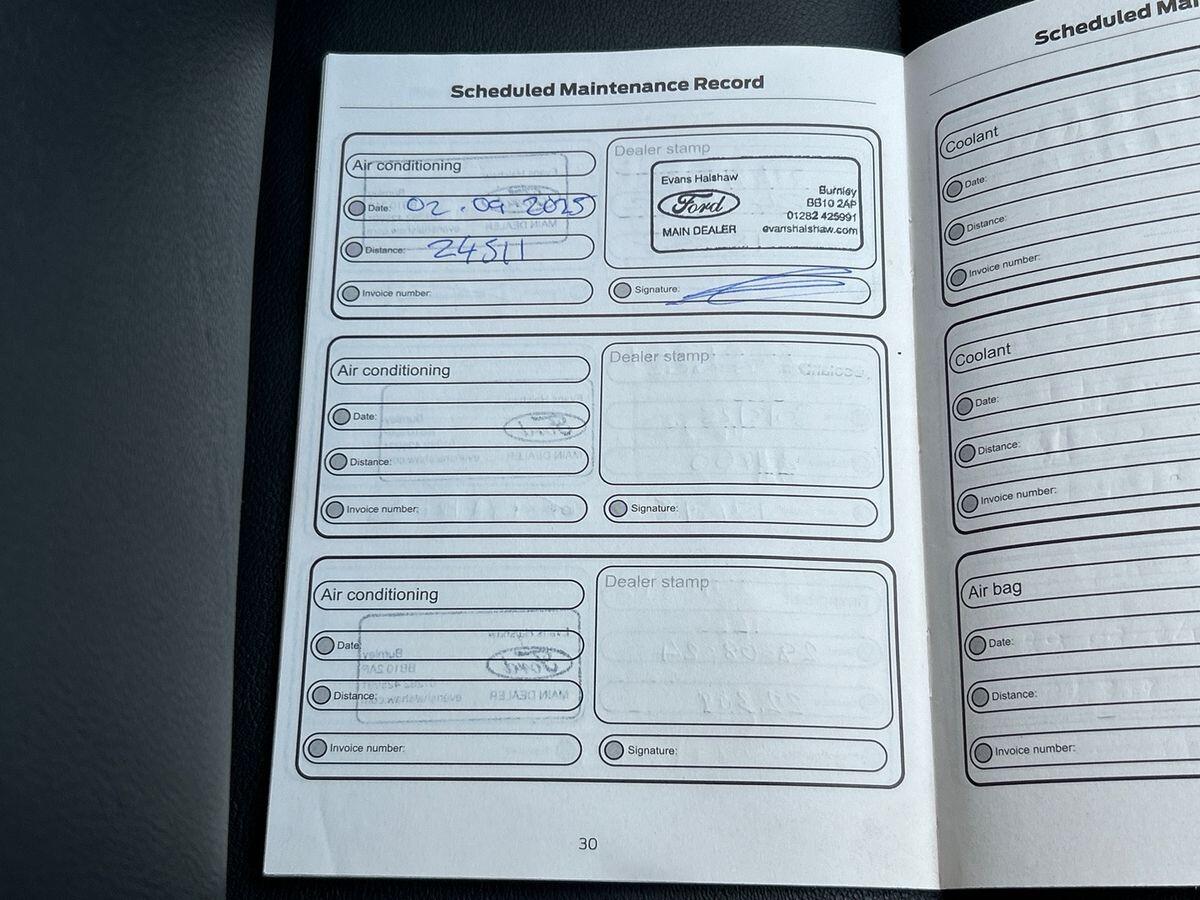 Scheduled Maintenance Record
Air conditioning
Date: 02.09 2025
Distance: 24511
Invoice number:
Dealer stamp
Evans Halshaw
Ford
MAIN DEALER
Burnley
BB10 2AP
01282 425991
evanshalshaw.com
Signature:
Air conditioning
Date:
Distance:
Invoice number:
Dealer stamp
Signature:
Air conditioning
Date:
Distance:
Invoice number:
Dealer stamp
Signature:
30
Scheduled
Coolant
Date:
Distance:
Invoice number:
Coolant
Date:
Distance:
Invoice number:
Air bag
Date:
Distance:
Invoice number: